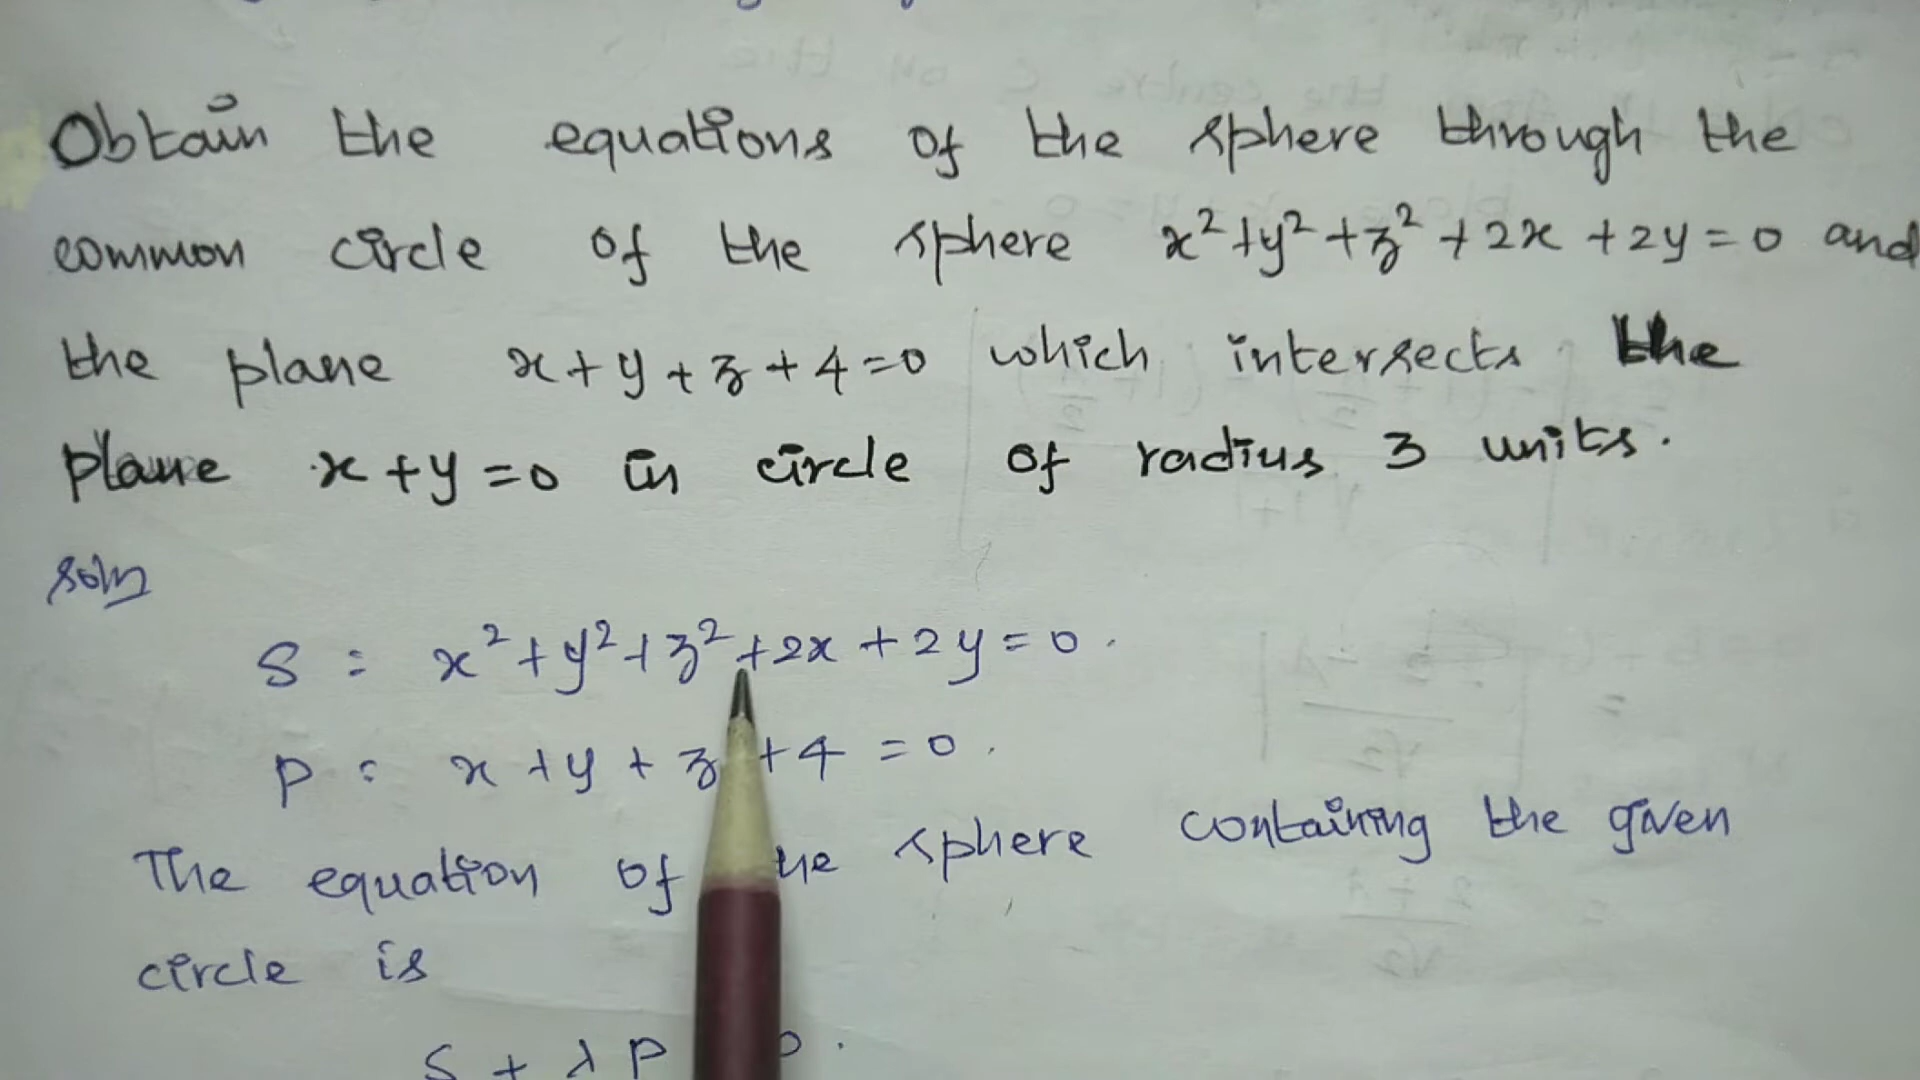 Obtain the equations of the sphere through the
common circle of the sphere x²+y²+z²+2x+2y=0 and
the plane x+y+z+4=0 which intersects the
plane x+y=0 in circle of radius 3 units.
soln
S = x²+y²+z²+2x+2y=0.
P = x+y+z+4=0.
The equation of sphere containing the given
circle is
S + λP